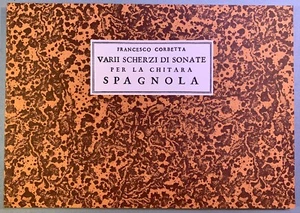 FRANCESCO CORBETTA
VARII SCHERZI DI SONATE
PER LA CHITARA
SPAGNOLA